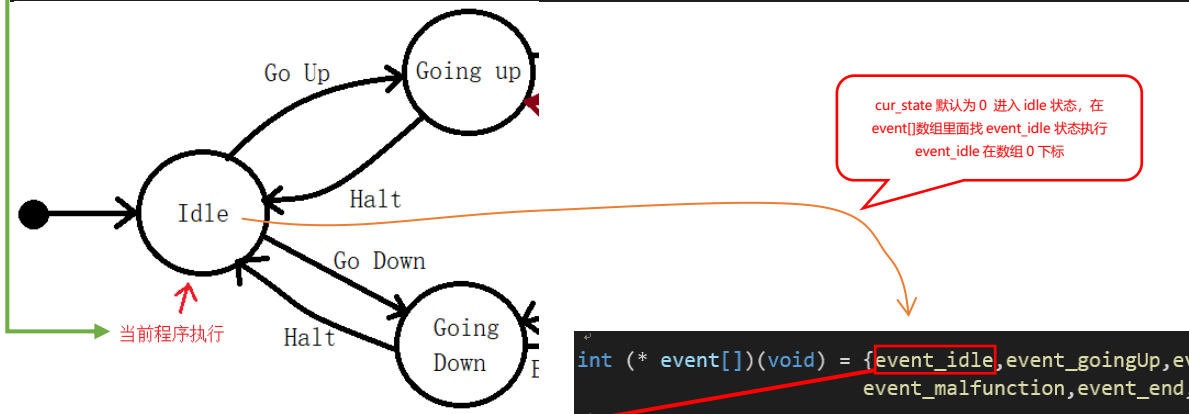 Go Up
Going up
cur_state 默认为 0 进入 idle 状态，在
event[]数组里面找 event_idle 状态执行
event_idle 在数组 0 下标
Idle
Halt
Go Down
当前程序执行
Halt
Going
Down
int (* event[])(void) = {event_idle,event_goingUp,ev
event_malfunction,event_end,